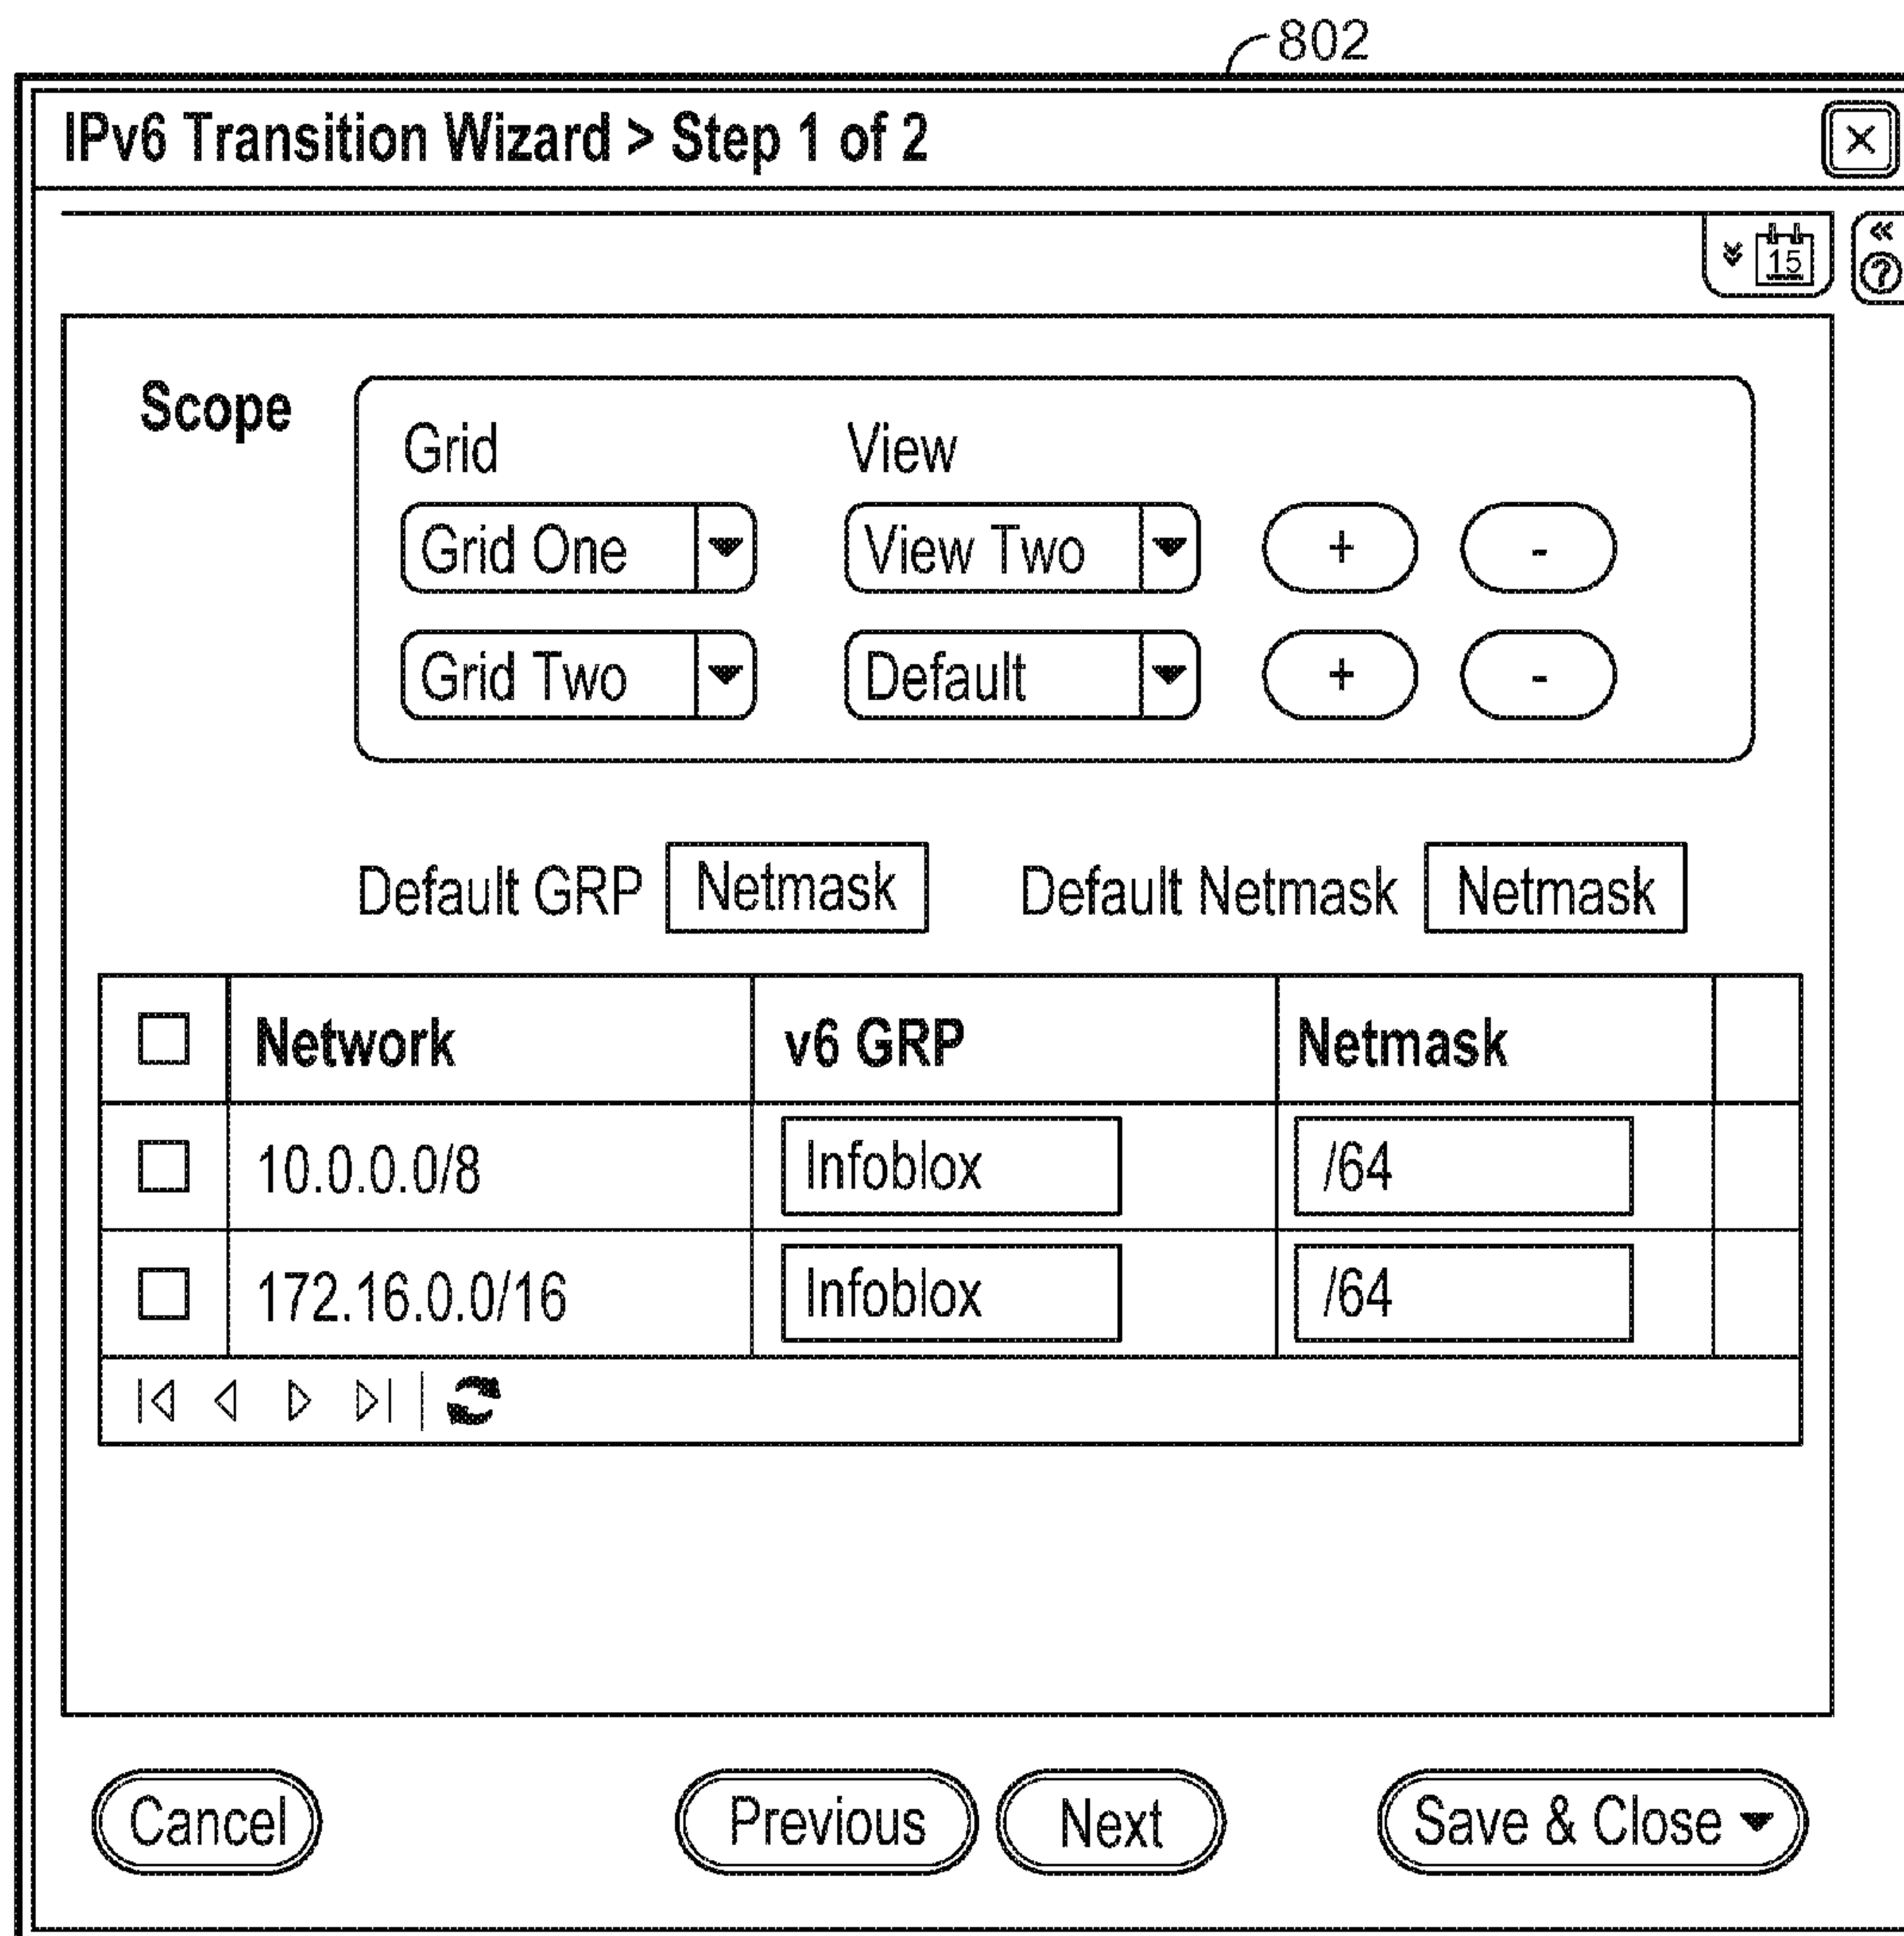 802
IPv6 Transition Wizard > Step 1 of 2
15
?
Scope
Grid View
Grid One View Two + -
Grid Two Default + -
Default GRP Netmask Default Netmask Netmask
Network v6 GRP Netmask
10.0.0.0/8 Infoblox /64
172.16.0.0/16 Infoblox /64
Cancel Previous Next Save & Close